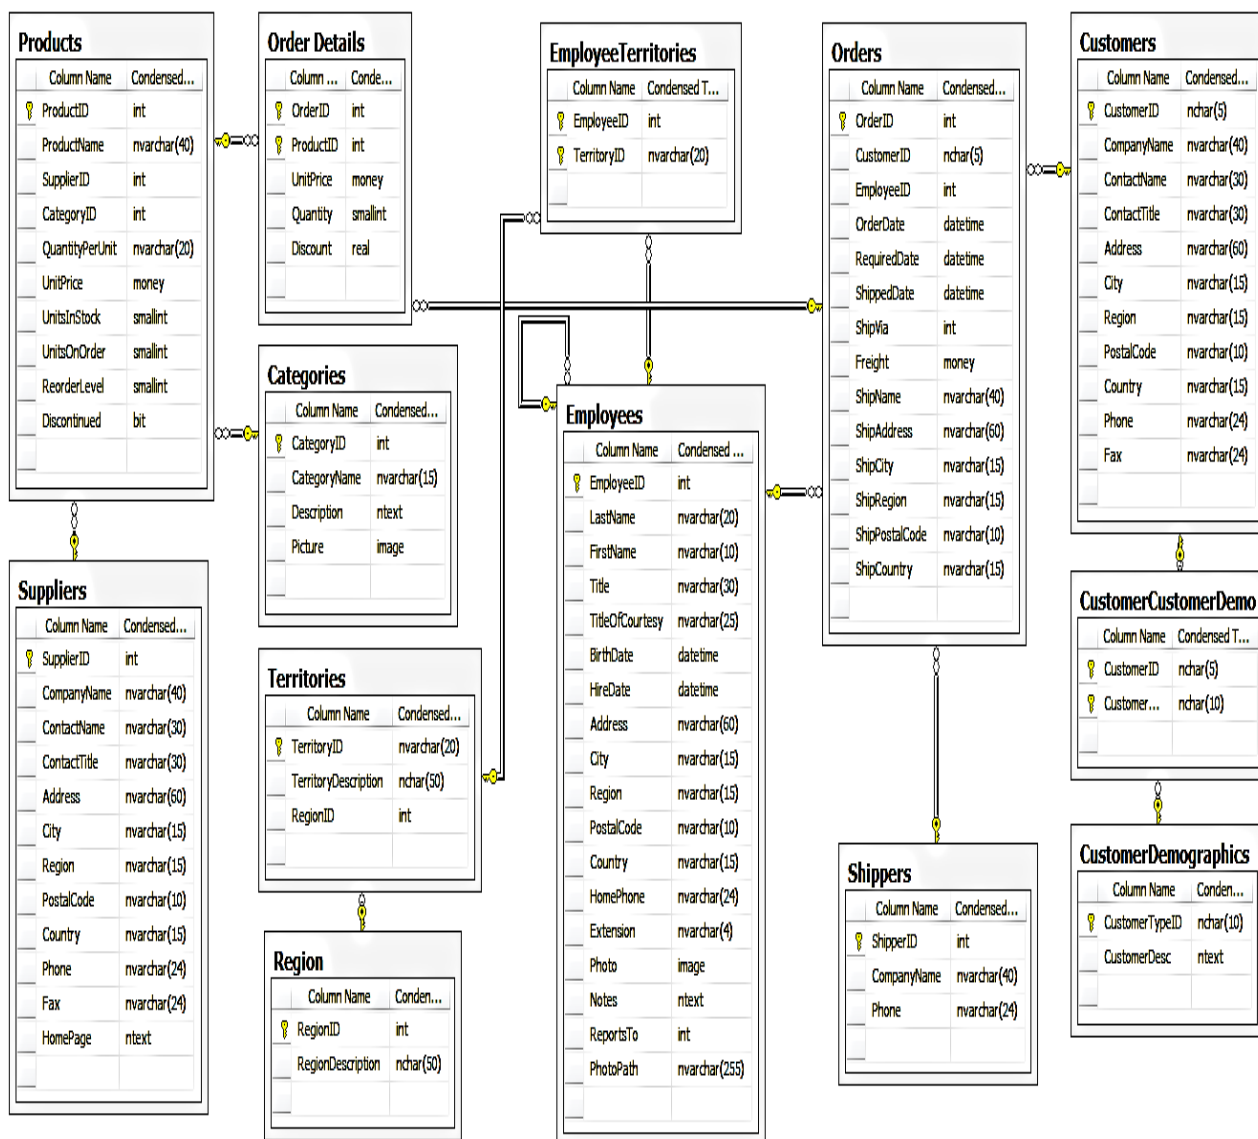 Products
Column Name Condensed...
ProductID int
ProductName nvarchar(40)
SupplierID int
CategoryID int
QuantityPerUnit nvarchar(20)
UnitPrice money
UnitsInStock smallint
UnitsOnOrder smallint
ReorderLevel smallint
Discontinued bit
Order Details
Column ... Conde...
OrderID int
ProductID int
UnitPrice money
Quantity smallint
Discount real
EmployeeTerritories
Column Name Condensed T...
EmployeeID int
TerritoryID nvarchar(20)
Orders
Column Name Condensed...
OrderID int
CustomerID nchar(5)
EmployeeID int
OrderDate datetime
RequiredDate datetime
ShippedDate datetime
ShipVia int
Freight money
ShipName nvarchar(40)
ShipAddress nvarchar(60)
ShipCity nvarchar(15)
ShipRegion nvarchar(15)
ShipPostalCode nvarchar(10)
ShipCountry nvarchar(15)
Customers
Column Name Condensed...
CustomerID nchar(5)
CompanyName nvarchar(40)
ContactName nvarchar(30)
ContactTitle nvarchar(30)
Address nvarchar(60)
City nvarchar(15)
Region nvarchar(15)
PostalCode nvarchar(10)
Country nvarchar(15)
Phone nvarchar(24)
Fax nvarchar(24)
Categories
Column Name Condensed...
CategoryID int
CategoryName nvarchar(15)
Description ntext
Picture image
Employees
Column Name Condensed ...
EmployeeID int
LastName nvarchar(20)
FirstName nvarchar(10)
Title nvarchar(30)
TitleOfCourtesy nvarchar(25)
BirthDate datetime
HireDate datetime
Address nvarchar(60)
City nvarchar(15)
Region nvarchar(15)
PostalCode nvarchar(10)
Country nvarchar(15)
HomePhone nvarchar(24)
Extension nvarchar(4)
Photo image
Notes ntext
ReportsTo int
PhotoPath nvarchar(255)
Suppliers
Column Name Condensed...
SupplierID int
CompanyName nvarchar(40)
ContactName nvarchar(30)
ContactTitle nvarchar(30)
Address nvarchar(60)
City nvarchar(15)
Region nvarchar(15)
PostalCode nvarchar(10)
Country nvarchar(15)
Phone nvarchar(24)
Fax nvarchar(24)
HomePage ntext
Territories
Column Name Condensed...
TerritoryID nvarchar(20)
TerritoryDescription nchar(50)
RegionID int
Region
Column Name Conden...
RegionID int
RegionDescription nchar(50)
CustomerCustomerDemo
Column Name Condensed T...
CustomerID nchar(5)
Customer... nchar(10)
Shippers
Column Name Condensed...
ShipperID int
CompanyName nvarchar(40)
Phone nvarchar(24)
CustomerDemographics
Column Name Conden...
CustomerTypeID nchar(10)
CustomerDesc ntext